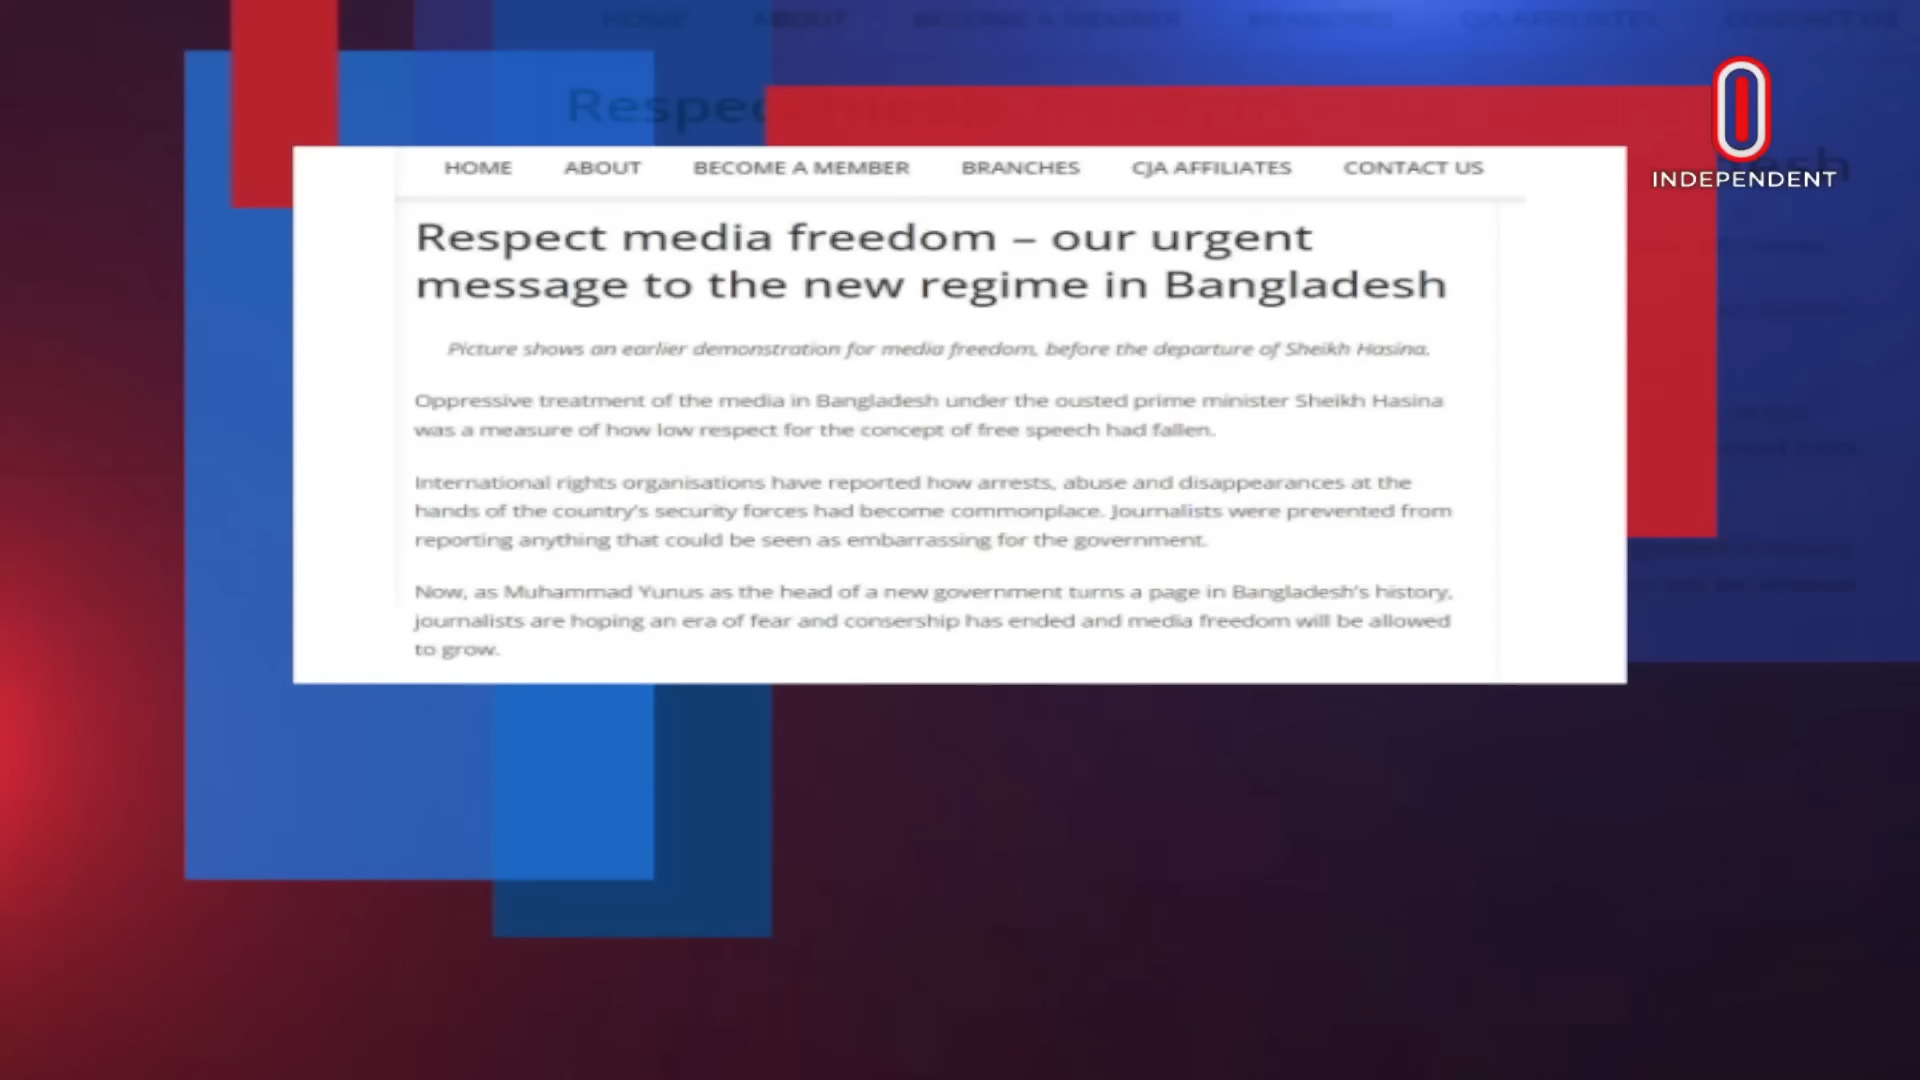 HOME ABOUT BECOME A MEMBER BRANCHES CJA AFFILIATES CONTACT US
INDEPENDENT
Respect media freedom – our urgent
message to the new regime in Bangladesh
Picture shows an earlier demonstration for media freedom, before the departure of Sheikh Hasina.
Oppressive treatment of the media in Bangladesh under the ousted prime minister Sheikh Hasina
was a measure of how low respect for the concept of free speech had fallen.
International rights organisations have reported how arrests, abuse and disappearances at the
hands of the country's security forces had become commonplace. Journalists were prevented from
reporting anything that could be seen as embarrassing for the government.
Now, as Muhammad Yunus as the head of a new government turns a page in Bangladesh's history,
journalists are hoping an era of fear and consership has ended and media freedom will be allowed
to grow.